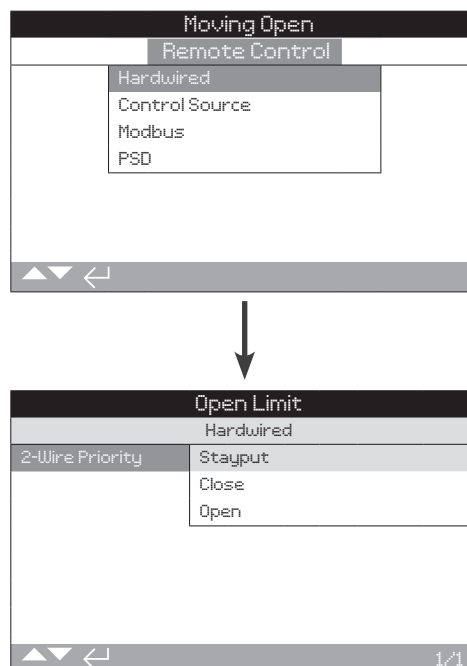 Moving Open
Remote Control
Hardwired
Control Source
Modbus
PSD
Open Limit
Hardwired
2-Wire Priority Stayput
Close
Open
1/1